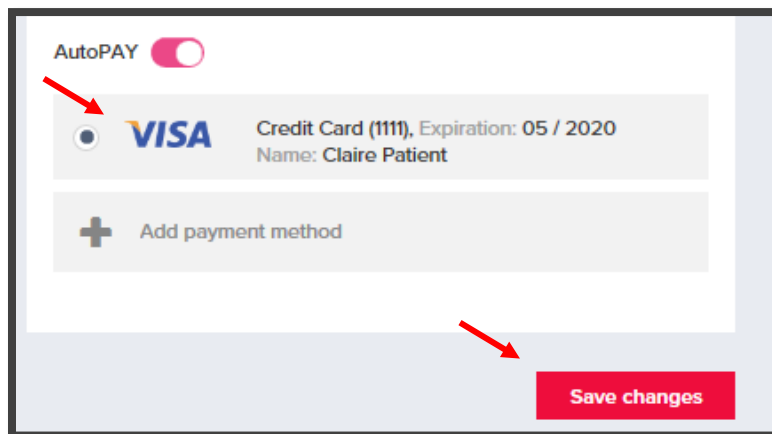 AutoPAY
VISA
Credit Card (1111), Expiration: 05 / 2020
Name: Claire Patient
Add payment method
Save changes